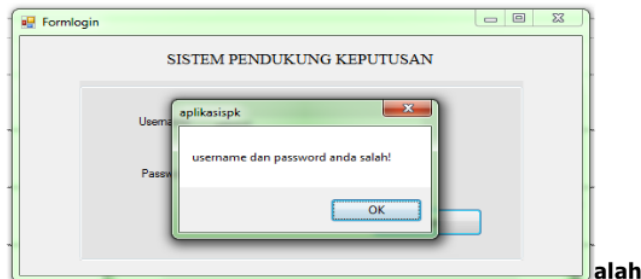 Formlogin
SISTEM PENDUKUNG KEPUTUSAN
aplikasispk
username dan password anda salah!
OK
alah